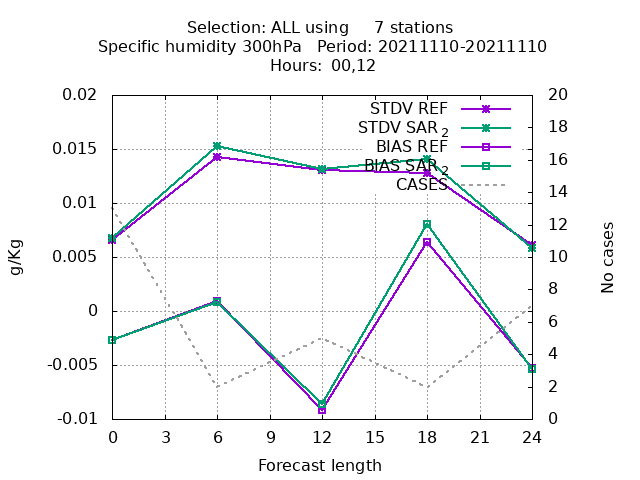 Selection: ALL using     7 stations
Specific humidity 300hPa   Period: 20211110-20211110
Hours: 00,12
0.02
0.015
0.01
0.005
0
-0.005
-0.01
g/Kg
STDV REF
STDV SAR 2
BIAS REF
BIAS SAR 2
CASES
20
18
16
14
12
10
8
6
4
2
0
No cases
0 3 6 9 12 15 18 21 24
Forecast length